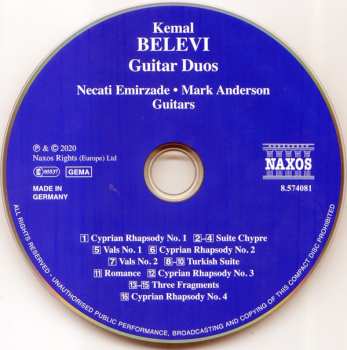 Kemal
BELEVI
Guitar Duos
Necati Emirzade • Mark Anderson
Guitars
℗ & © 2020
Naxos Rights (Europe) Ltd
GEMA
NAXOS
MADE IN
GERMANY
8.574081
1 Cyprian Rhapsody No. 1 2–4 Suite Chypre
5 Vals No. 1 6 Cyprian Rhapsody No. 2
7 Vals No. 2 8–10 Turkish Suite
11 Romance 12 Cyprian Rhapsody No. 3
13–15 Three Fragments
16 Cyprian Rhapsody No. 4
ALL RIGHTS RESERVED - UNAUTHORISED PUBLIC PERFORMANCE, BROADCASTING AND COPYING OF THIS COMPACT DISC PROHIBITED